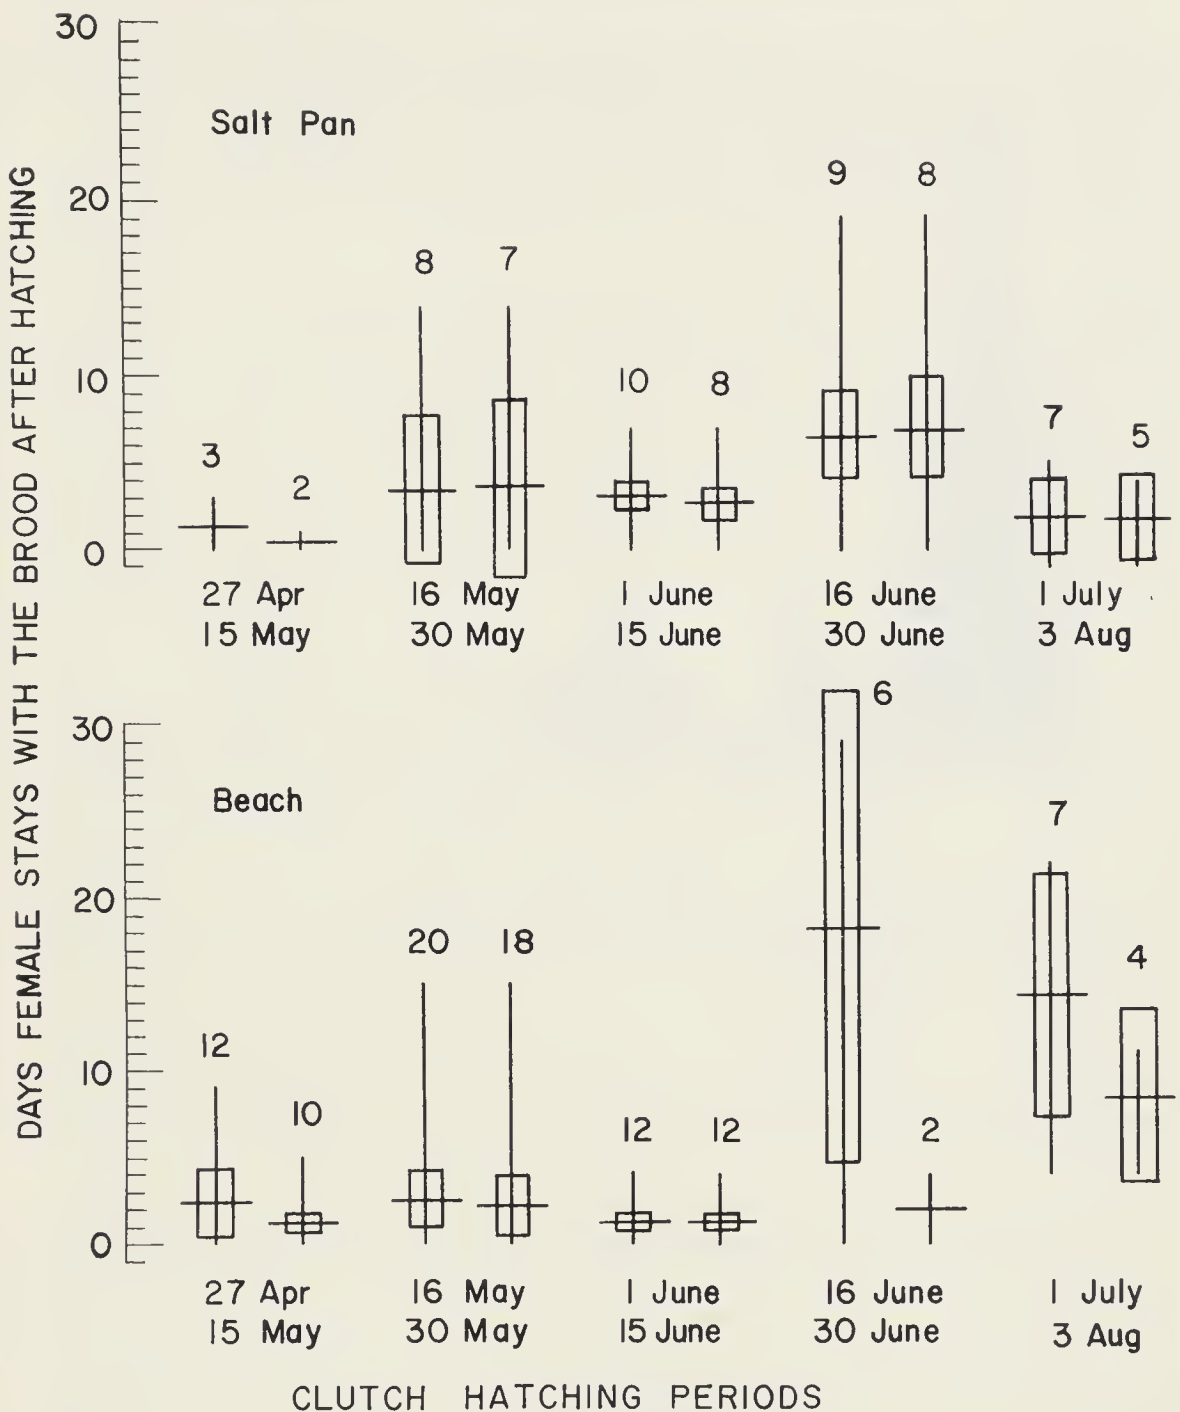 DAYS FEMALE STAYS WITH THE BROOD AFTER HATCHING
30
Salt Pan
20
10
0
3
2
8
7
10
8
9
8
7
5
27 Apr
15 May
16 May
30 May
1 June
15 June
16 June
30 June
1 July
3 Aug
30
Beach
20
10
0
12
10
20
18
12
12
6
2
7
4
27 Apr
15 May
16 May
30 May
1 June
15 June
16 June
30 June
1 July
3 Aug
CLUTCH HATCHING PERIODS